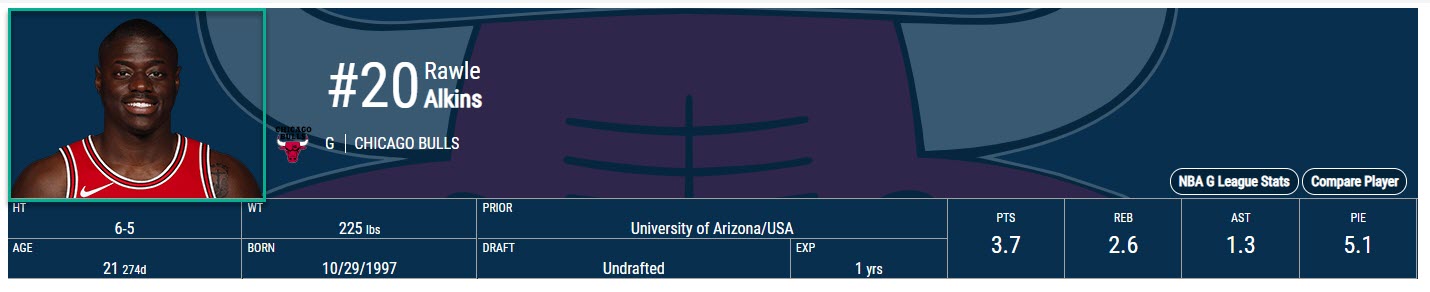 #20
Rawle
Alkins
CHICAGO
BULLS
G | CHICAGO BULLS
NBA G League Stats
Compare Player
HT
6-5
WT
225 lbs
PRIOR
University of Arizona/USA
AGE
21 274d
BORN
10/29/1997
DRAFT
Undrafted
EXP
1 yrs
PTS
3.7
REB
2.6
AST
1.3
PIE
5.1